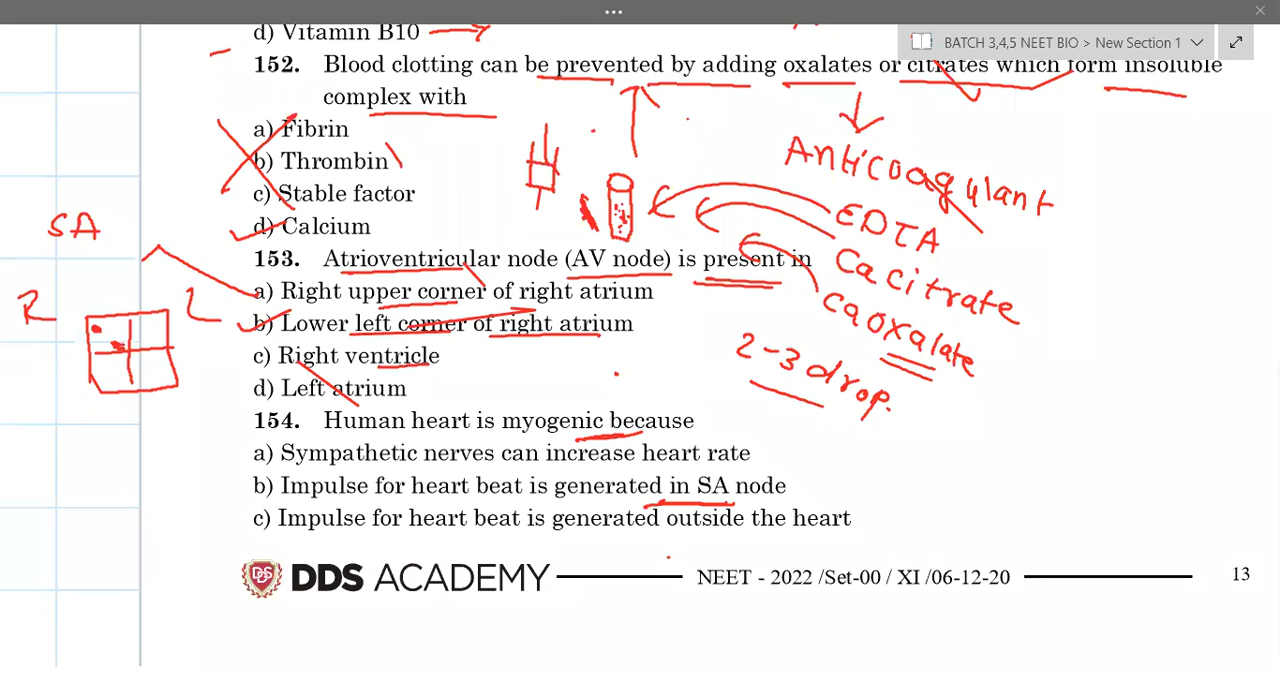 ...
BATCH 3,4,5 NEET BIO > New Section 1
d) Vitamin B10
152. Blood clotting can be prevented by adding oxalates or citrates which form insoluble
complex with
a) Fibrin
b) Thrombin
c) Stable factor
d) Calcium
Anticoagulant
EDTA
Ca citrate
Ca oxalate
2-3 drop.
SA
R L
153. Atrioventricular node (AV node) is present in
a) Right upper corner of right atrium
b) Lower left corner of right atrium
c) Right ventricle
d) Left atrium
154. Human heart is myogenic because
a) Sympathetic nerves can increase heart rate
b) Impulse for heart beat is generated in SA node
c) Impulse for heart beat is generated outside the heart
DDS ACADEMY NEET - 2022 /Set-00 / XI /06-12-20 13